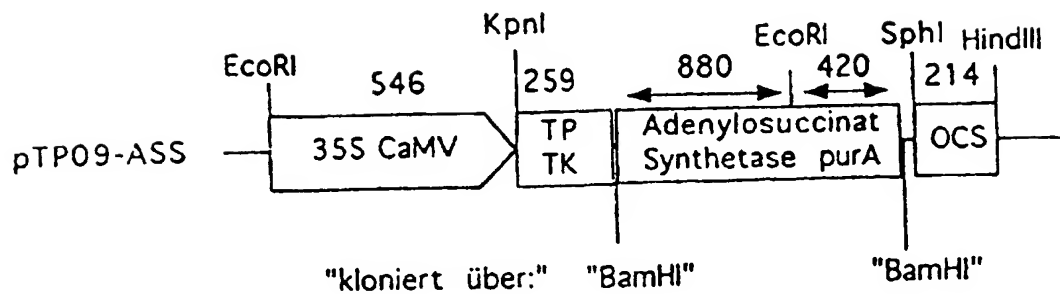 KpnI
SphI HindIII
EcoRI EcoRI
546 259 880 420 214
pTP09-ASS
35S CaMV
TP
TK
Adenylosuccinat
Synthetase purA
OCS
"kloniert über:" "BamHI" "BamHI"